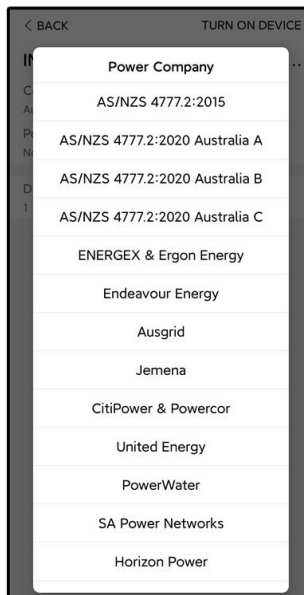 < BACK TURN ON DEVICE
Power Company
AS/NZS 4777.2:2015
AS/NZS 4777.2:2020 Australia A
AS/NZS 4777.2:2020 Australia B
AS/NZS 4777.2:2020 Australia C
ENERGEX & Ergon Energy
Endeavour Energy
Ausgrid
Jemena
CitiPower & Powercor
United Energy
PowerWater
SA Power Networks
Horizon Power